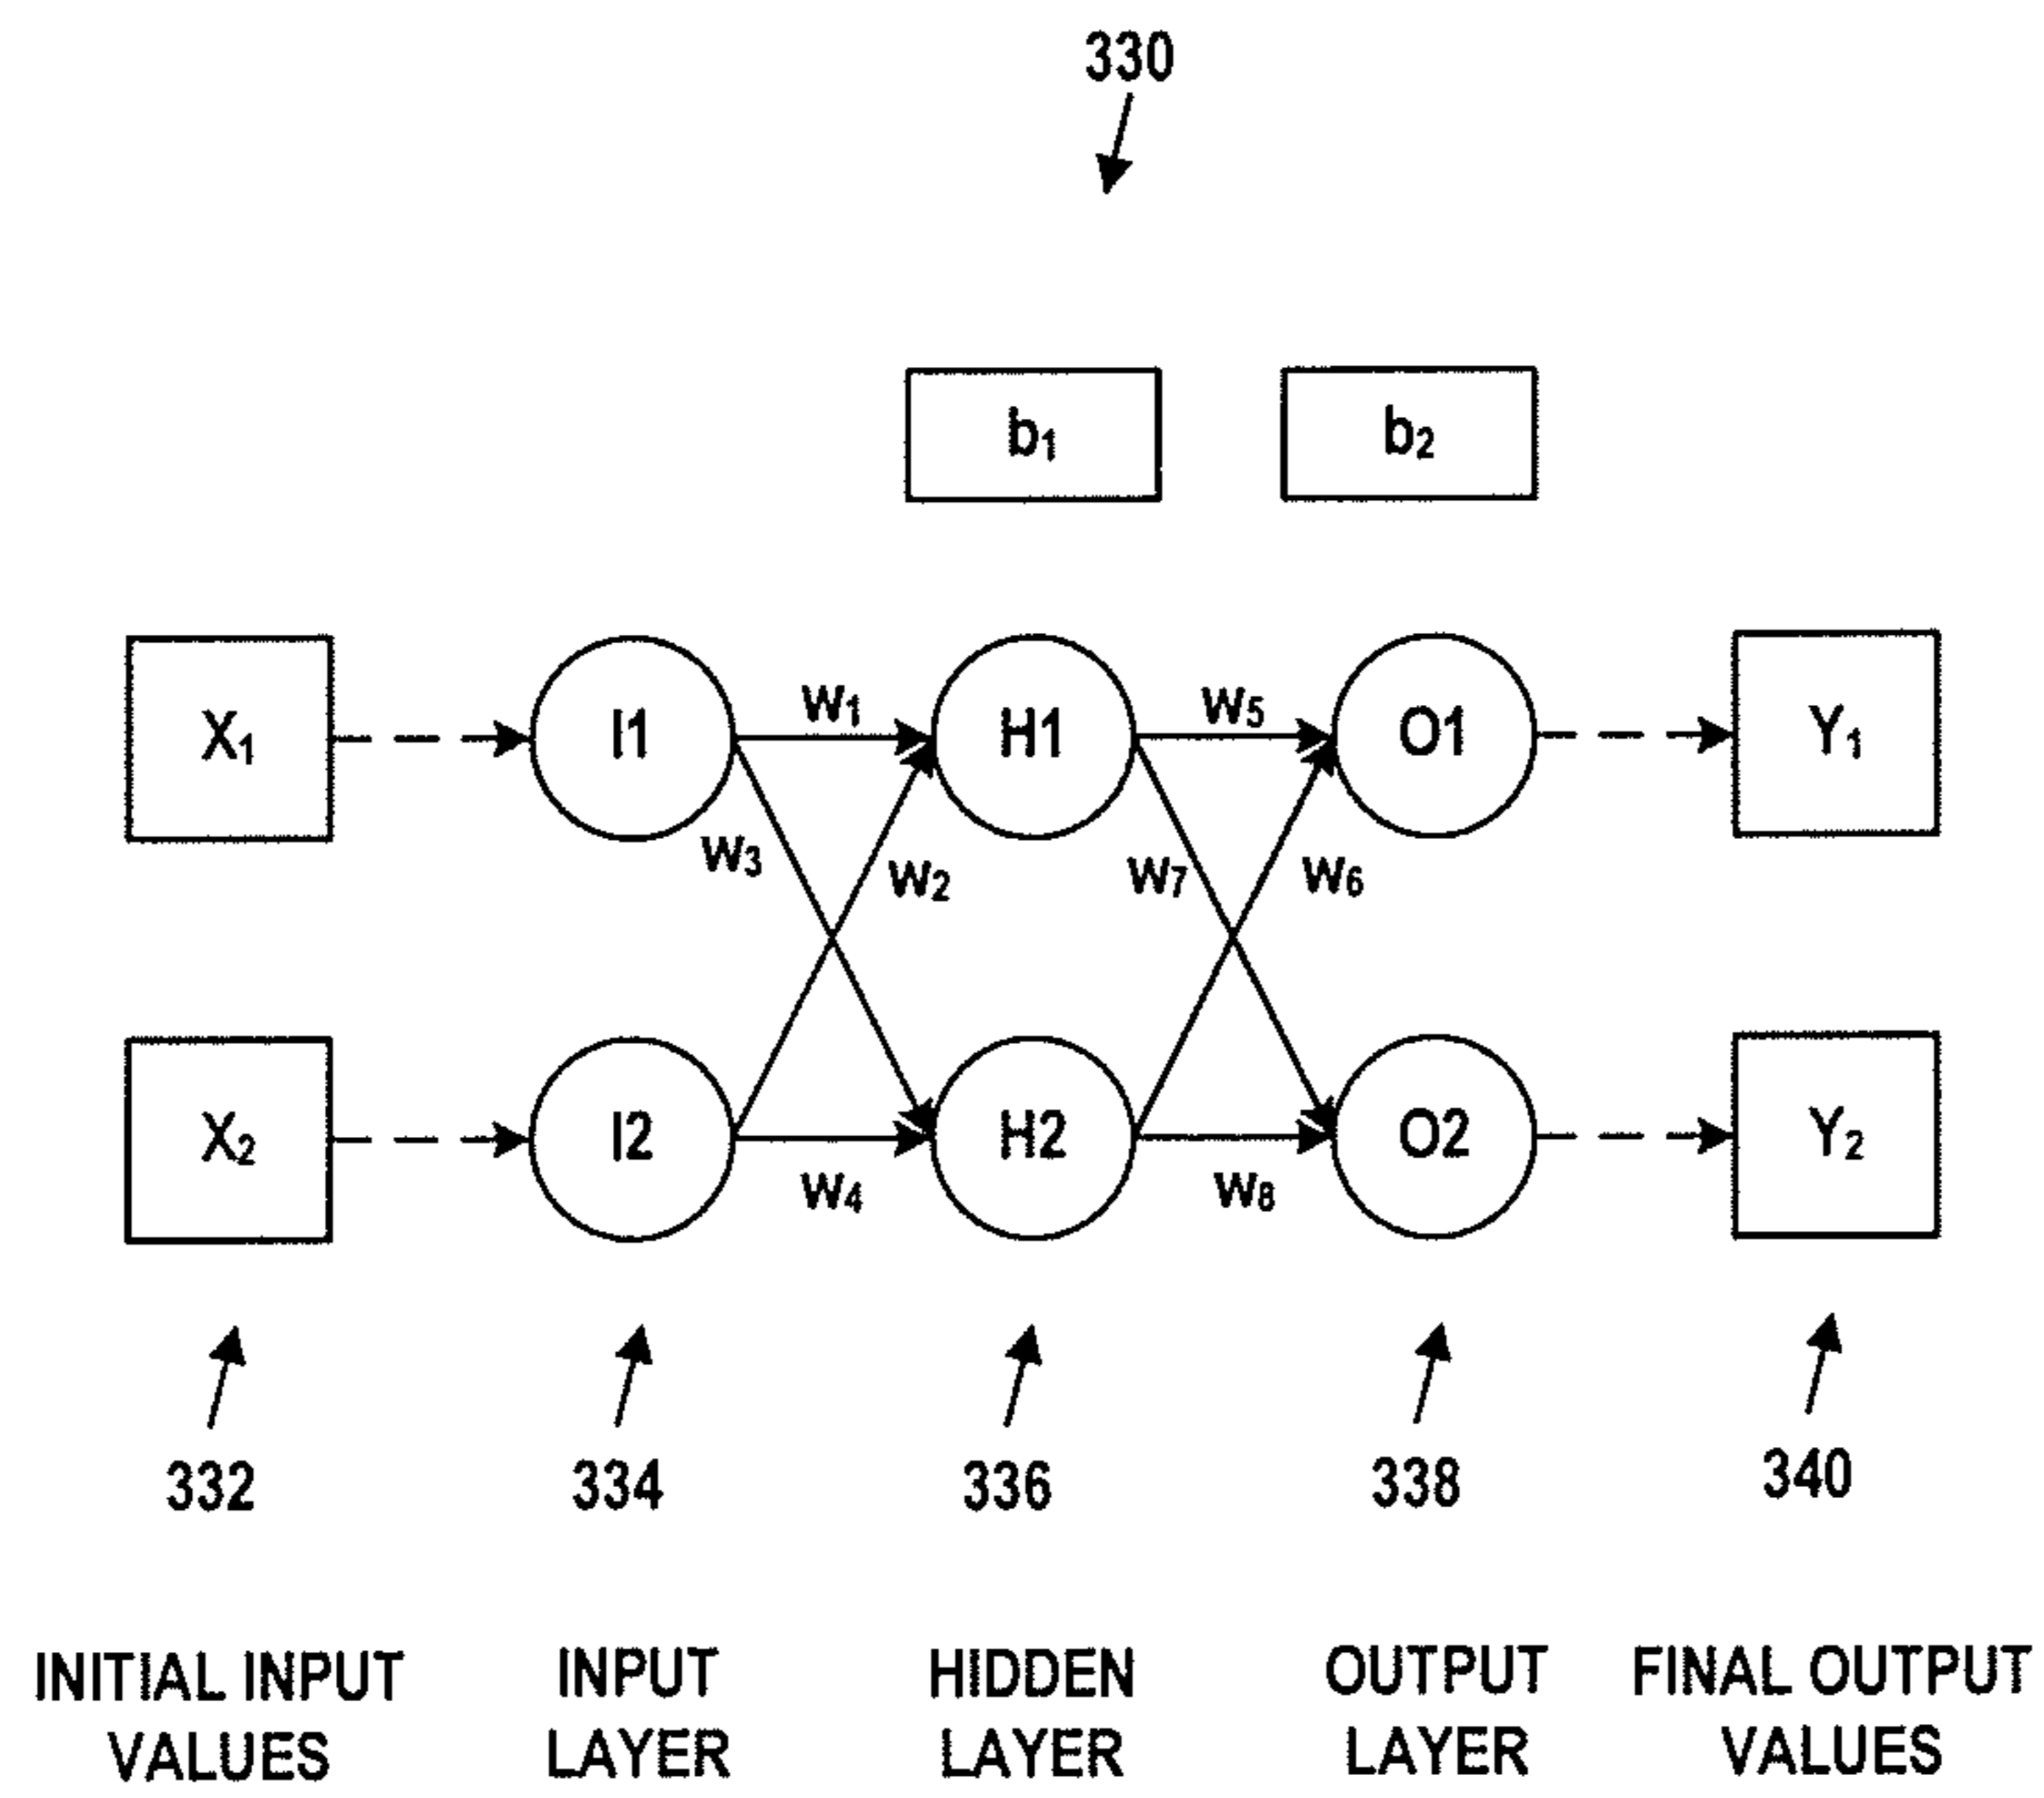 330
b₁ b₂
X₁ I1 W₁ H1 W₅ O1 Y₁
W₃ W₂ W₇ W₆
X₂ I2 W₄ H2 W₈ O2 Y₂
332 334 336 338 340
INITIAL INPUT INPUT HIDDEN OUTPUT FINAL OUTPUT
VALUES LAYER LAYER LAYER VALUES